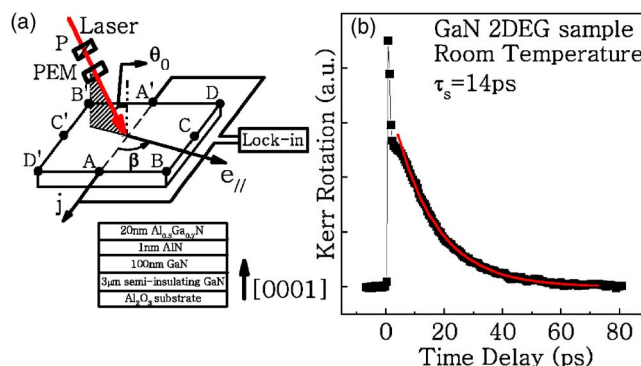 (a)
Laser
P
PEM
θ₀
B'
A'
D
C'
C
Lock-in
D'
A
β
B
e//
j
20nm Al₀.₃Ga₀.₇N
1nm AlN
100nm GaN
3μm semi-insulating GaN
Al₂O₃ substrate
[0001]
(b)
GaN 2DEG sample
Room Temperature
τₛ=14ps
Kerr Rotation (a.u.)
0 20 40 60 80
Time Delay (ps)